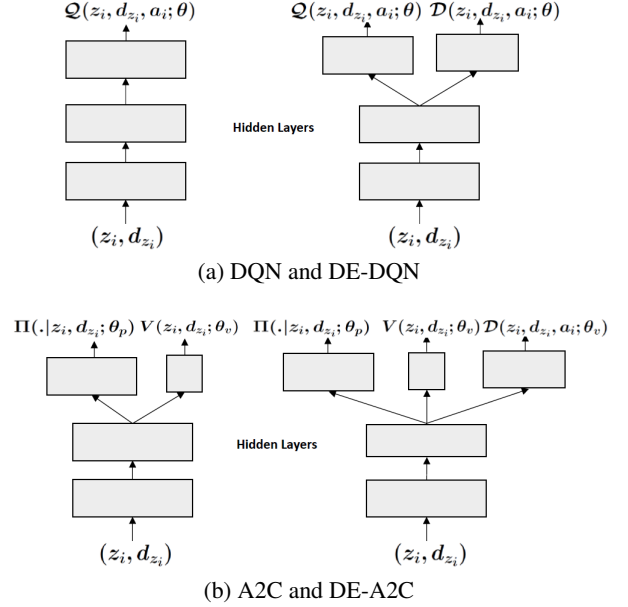 𝒬(z_i, d_{z_i}, a_i; θ) 𝒬(z_i, d_{z_i}, a_i; θ) 𝒟(z_i, d_{z_i}, a_i; θ)
Hidden Layers
(z_i, d_{z_i}) (z_i, d_{z_i})
(a) DQN and DE-DQN
Π(.|z_i, d_{z_i}; θ_p) V(z_i, d_{z_i}; θ_v) Π(.|z_i, d_{z_i}; θ_p) V(z_i, d_{z_i}; θ_v) 𝒟(z_i, d_{z_i}, a_i; θ_v)
Hidden Layers
(z_i, d_{z_i}) (z_i, d_{z_i})
(b) A2C and DE-A2C